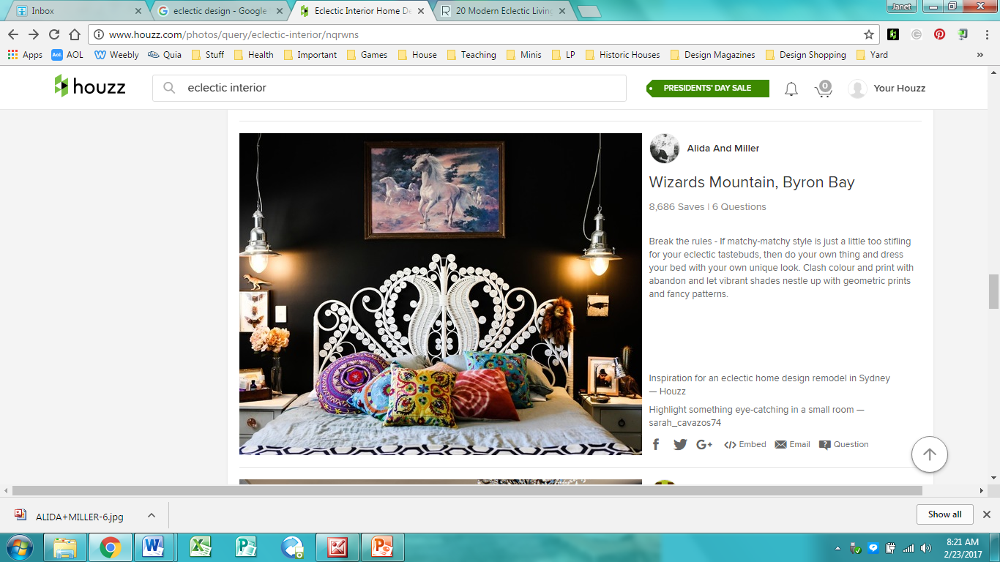 Inbox
eclectic design - Google
Eclectic Interior Home De
20 Modern Eclectic Living
Janet
www.houzz.com/photos/query/eclectic-interior/nqrwns
Apps AOL Weebly Quia Stuff Health Important Games House Teaching Minis LP Historic Houses Design Magazines Design Shopping Yard »
houzz
eclectic interior
PRESIDENTS' DAY SALE
0
Your Houzz
Alida And Miller
Wizards Mountain, Byron Bay
8,686 Saves | 6 Questions
Break the rules - If matchy-matchy style is just a little too stifling
for your eclectic tastebuds, then do your own thing and dress
your bed with your own unique look. Clash colour and print with
abandon and let vibrant shades nestle up with geometric prints
and fancy patterns.
Inspiration for an eclectic home design remodel in Sydney
— Houzz
Highlight something eye-catching in a small room —
sarah_cavazos74
Embed Email Question
ALIDA+MILLER-6.jpg
Show all
8:21 AM
2/23/2017